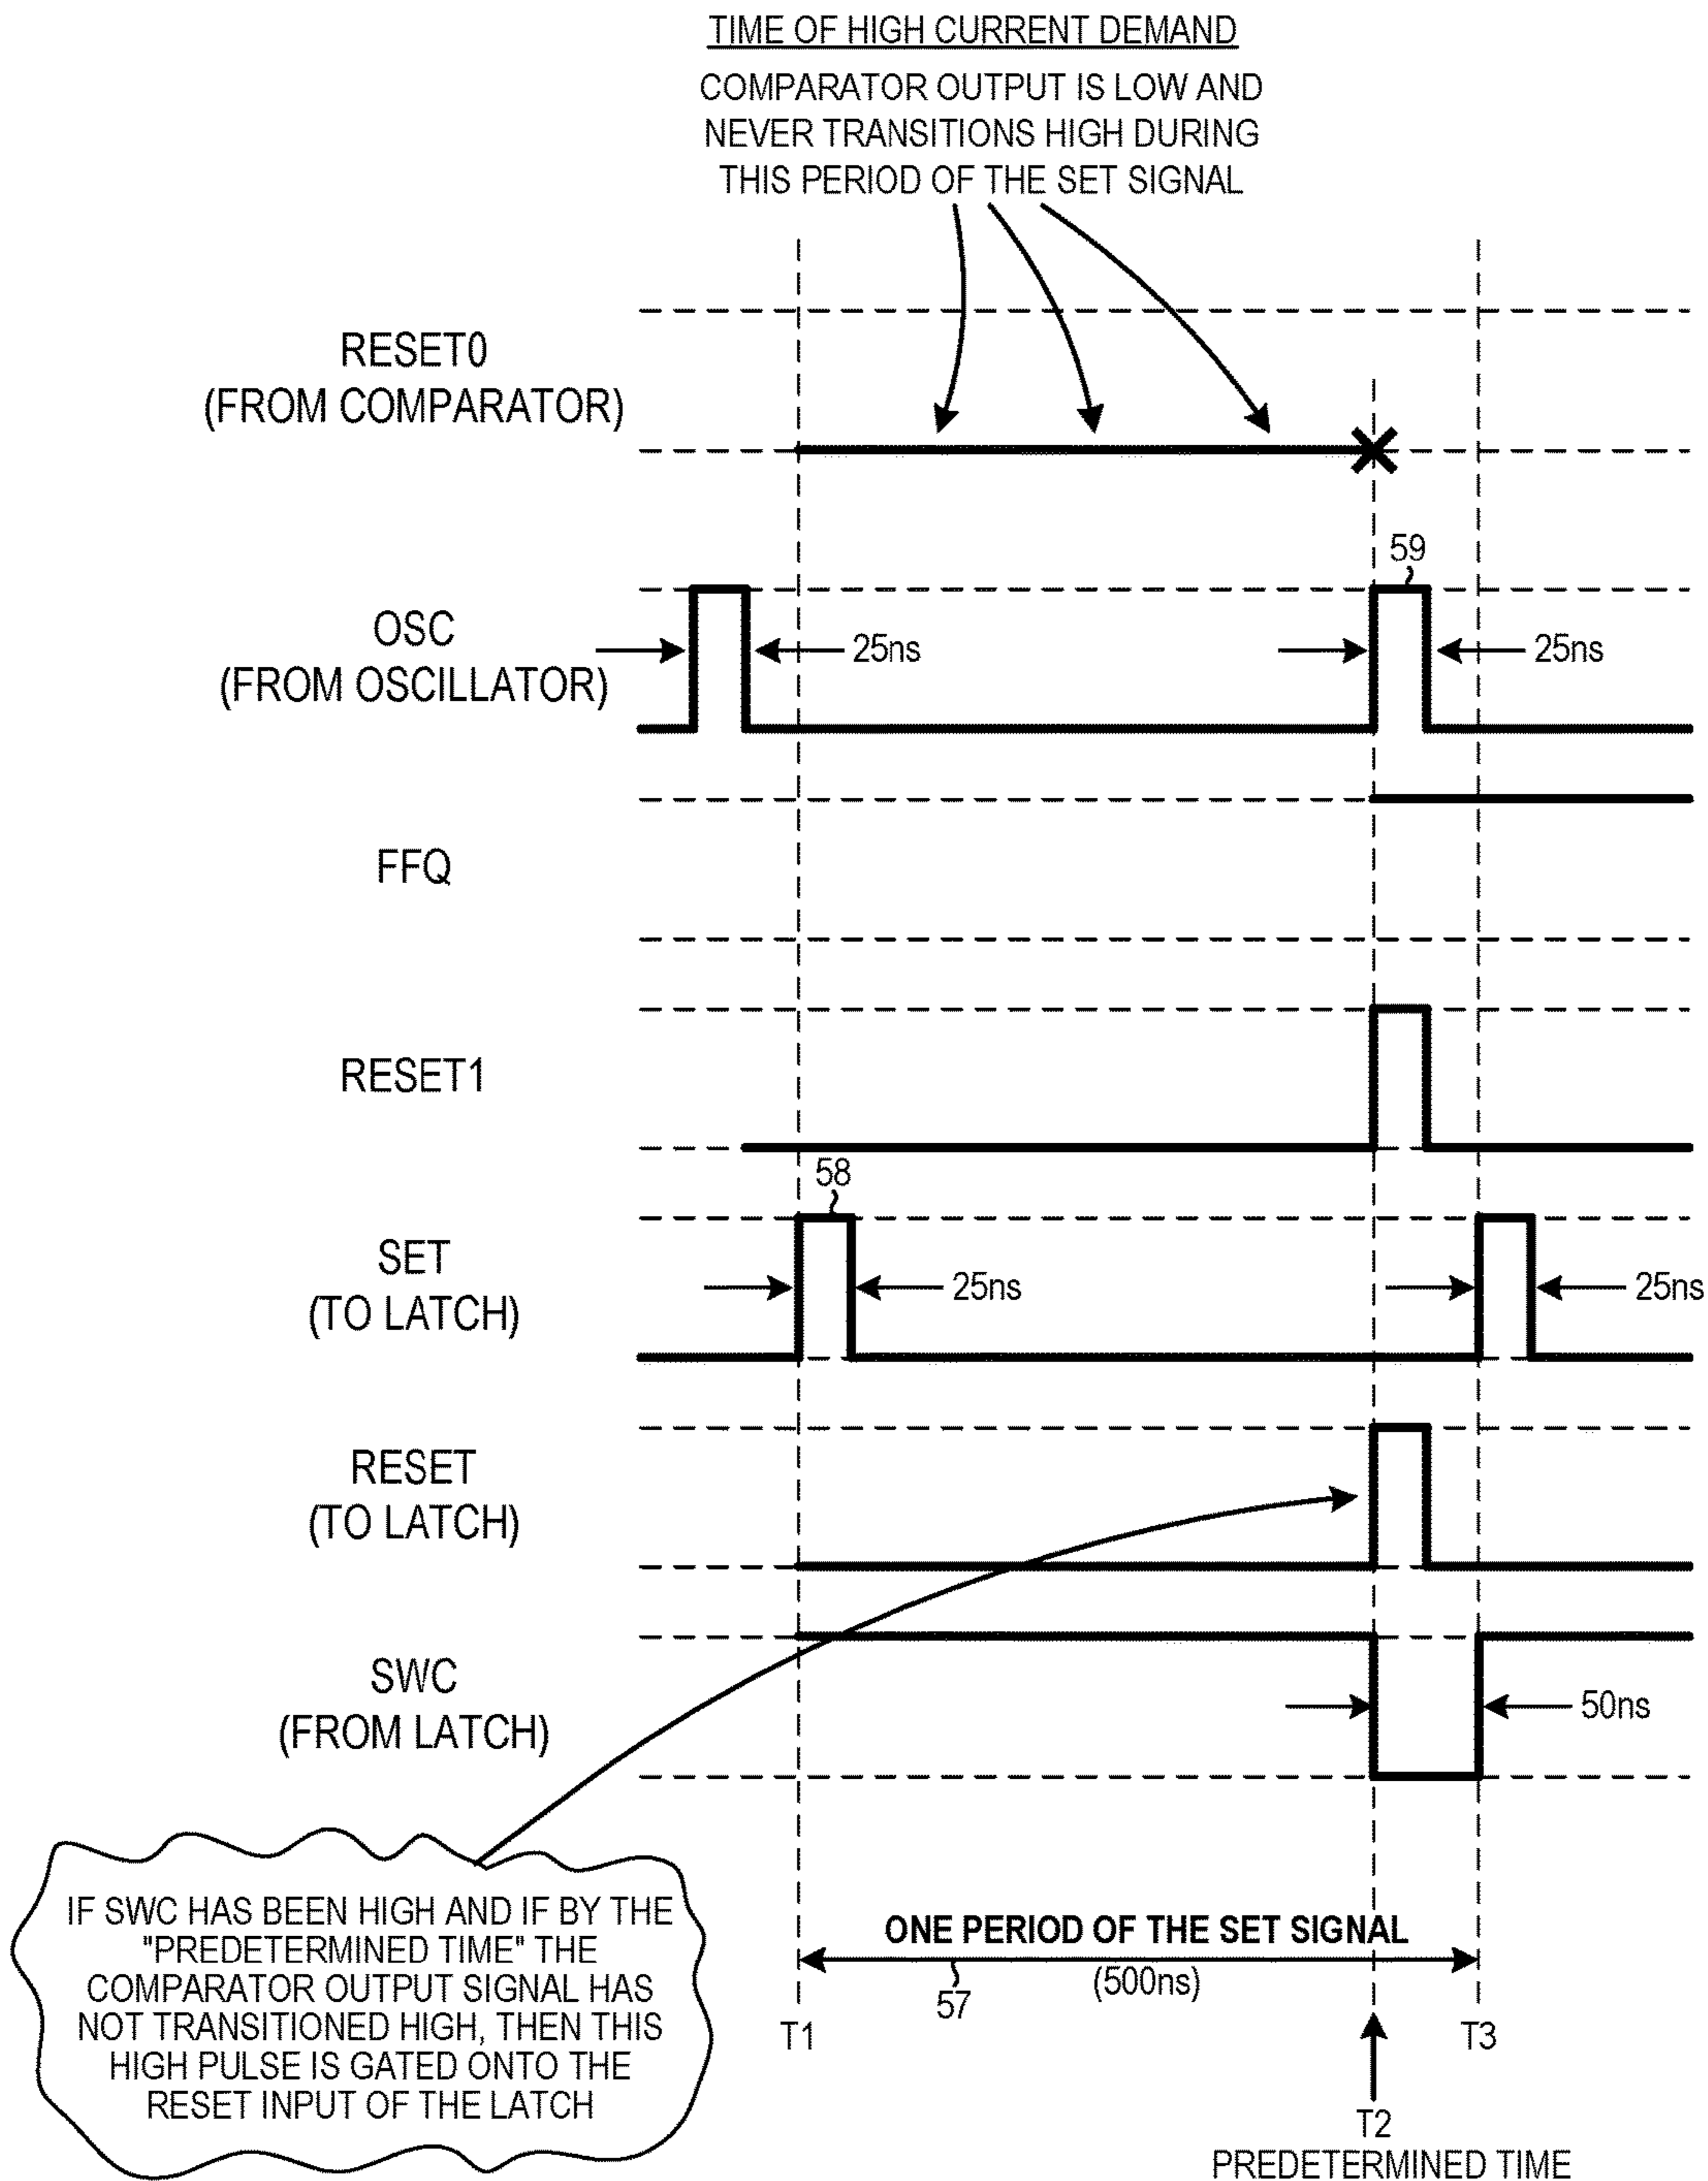 TIME OF HIGH CURRENT DEMAND
COMPARATOR OUTPUT IS LOW AND
NEVER TRANSITIONS HIGH DURING
THIS PERIOD OF THE SET SIGNAL
RESET0
(FROM COMPARATOR)
59
OSC
(FROM OSCILLATOR)
25ns
25ns
FFQ
RESET1
58
SET
(TO LATCH)
25ns
25ns
RESET
(TO LATCH)
SWC
(FROM LATCH)
50ns
IF SWC HAS BEEN HIGH AND IF BY THE
"PREDETERMINED TIME" THE
COMPARATOR OUTPUT SIGNAL HAS
NOT TRANSITIONED HIGH, THEN THIS
HIGH PULSE IS GATED ONTO THE
RESET INPUT OF THE LATCH
ONE PERIOD OF THE SET SIGNAL
(500ns)
57
T1
T3
T2
PREDETERMINED TIME